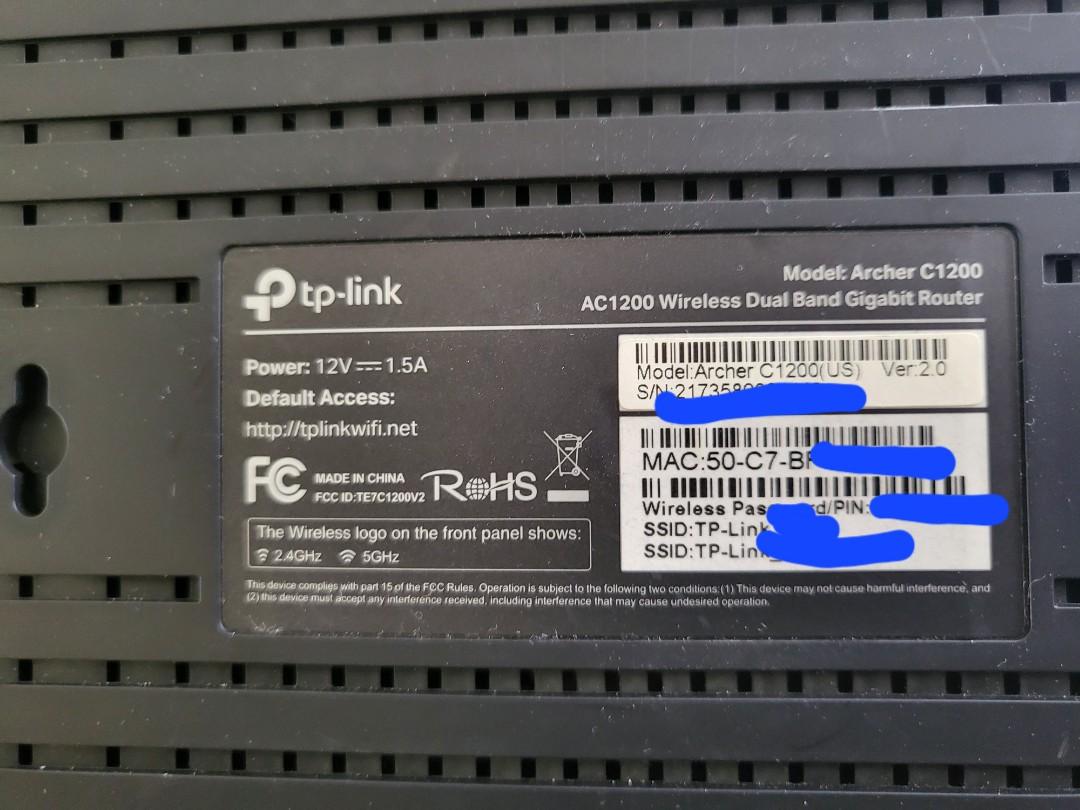 tp-link
Model: Archer C1200
AC1200 Wireless Dual Band Gigabit Router
Power: 12V⎓1.5A
Default Access:
http://tplinkwifi.net
FC MADE IN CHINA
FCC ID:TE7C1200V2
RoHS
The Wireless logo on the front panel shows:
2.4GHz 5GHz
Model:Archer C1200(US) Ver:2.0
S/N:217358
MAC:50-C7-BF
Wireless /PIN:
SSID:TP-Link
SSID:TP-Link_
This device complies with part 15 of the FCC Rules. Operation is subject to the following two conditions:(1) This device may not cause harmful interference, and
(2) this device must accept any interference received, including interference that may cause undesired operation.